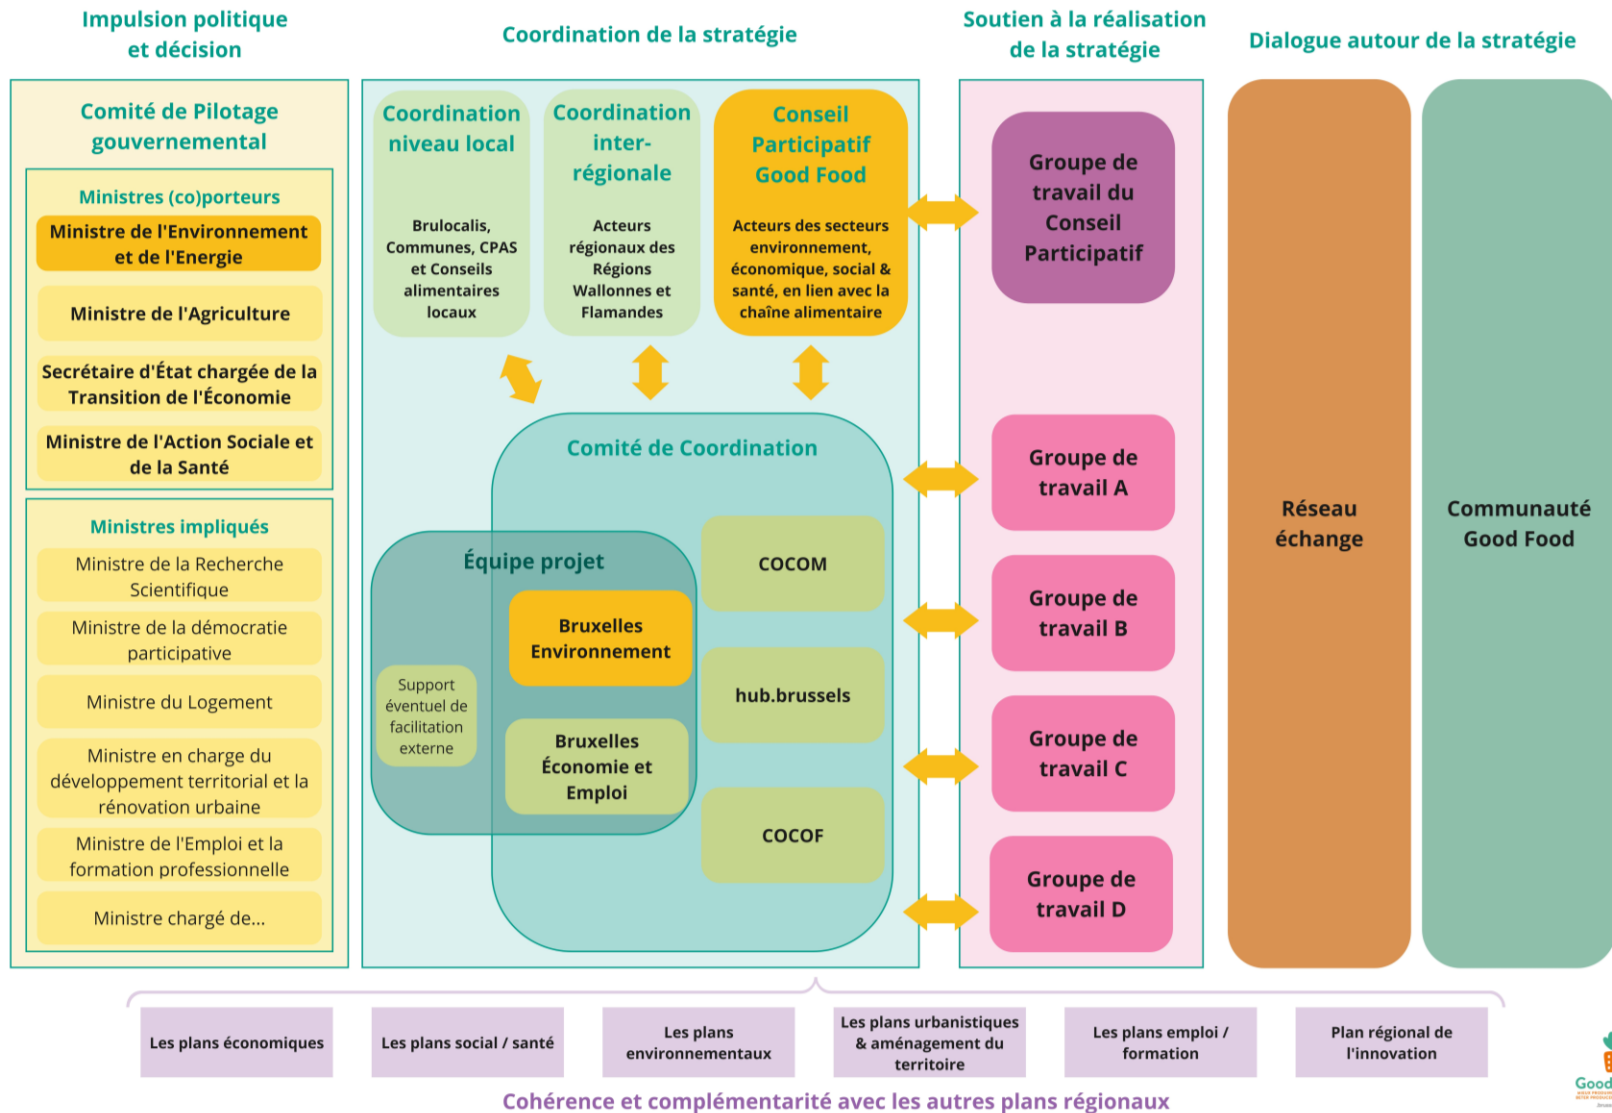 Impulsion politique
et décision
Coordination de la stratégie
Soutien à la réalisation
de la stratégie
Dialogue autour de la stratégie
Comité de Pilotage
gouvernemental
Ministres (co)porteurs
Ministre de l'Environnement
et de l'Energie
Ministre de l'Agriculture
Secrétaire d'État chargée de la
Transition de l'Économie
Ministre de l'Action Sociale et
de la Santé
Ministres impliqués
Ministre de la Recherche
Scientifique
Ministre de la démocratie
participative
Ministre du Logement
Ministre en charge du
développement territorial et la
rénovation urbaine
Ministre de l'Emploi et la
formation professionnelle
Ministre chargé de...
Coordination
niveau local
Brulocalis,
Communes, CPAS
et Conseils
alimentaires
locaux
Coordination
inter-
régionale
Acteurs
régionaux des
Régions
Wallonnes et
Flamandes
Conseil
Participatif
Good Food
Acteurs des secteurs
environnement,
économique, social &
santé, en lien avec la
chaîne alimentaire
Comité de Coordination
Équipe projet
Support
éventuel de
facilitation
externe
Bruxelles
Environnement
Bruxelles
Économie et
Emploi
COCOM
hub.brussels
COCOF
Groupe de
travail du
Conseil
Participatif
Groupe de
travail A
Groupe de
travail B
Groupe de
travail C
Groupe de
travail D
Réseau
échange
Communauté
Good Food
Les plans économiques
Les plans social / santé
Les plans
environnementaux
Les plans urbanistiques
& aménagement du
territoire
Les plans emploi /
formation
Plan régional de
l'innovation
Cohérence et complémentarité avec les autres plans régionaux
Good